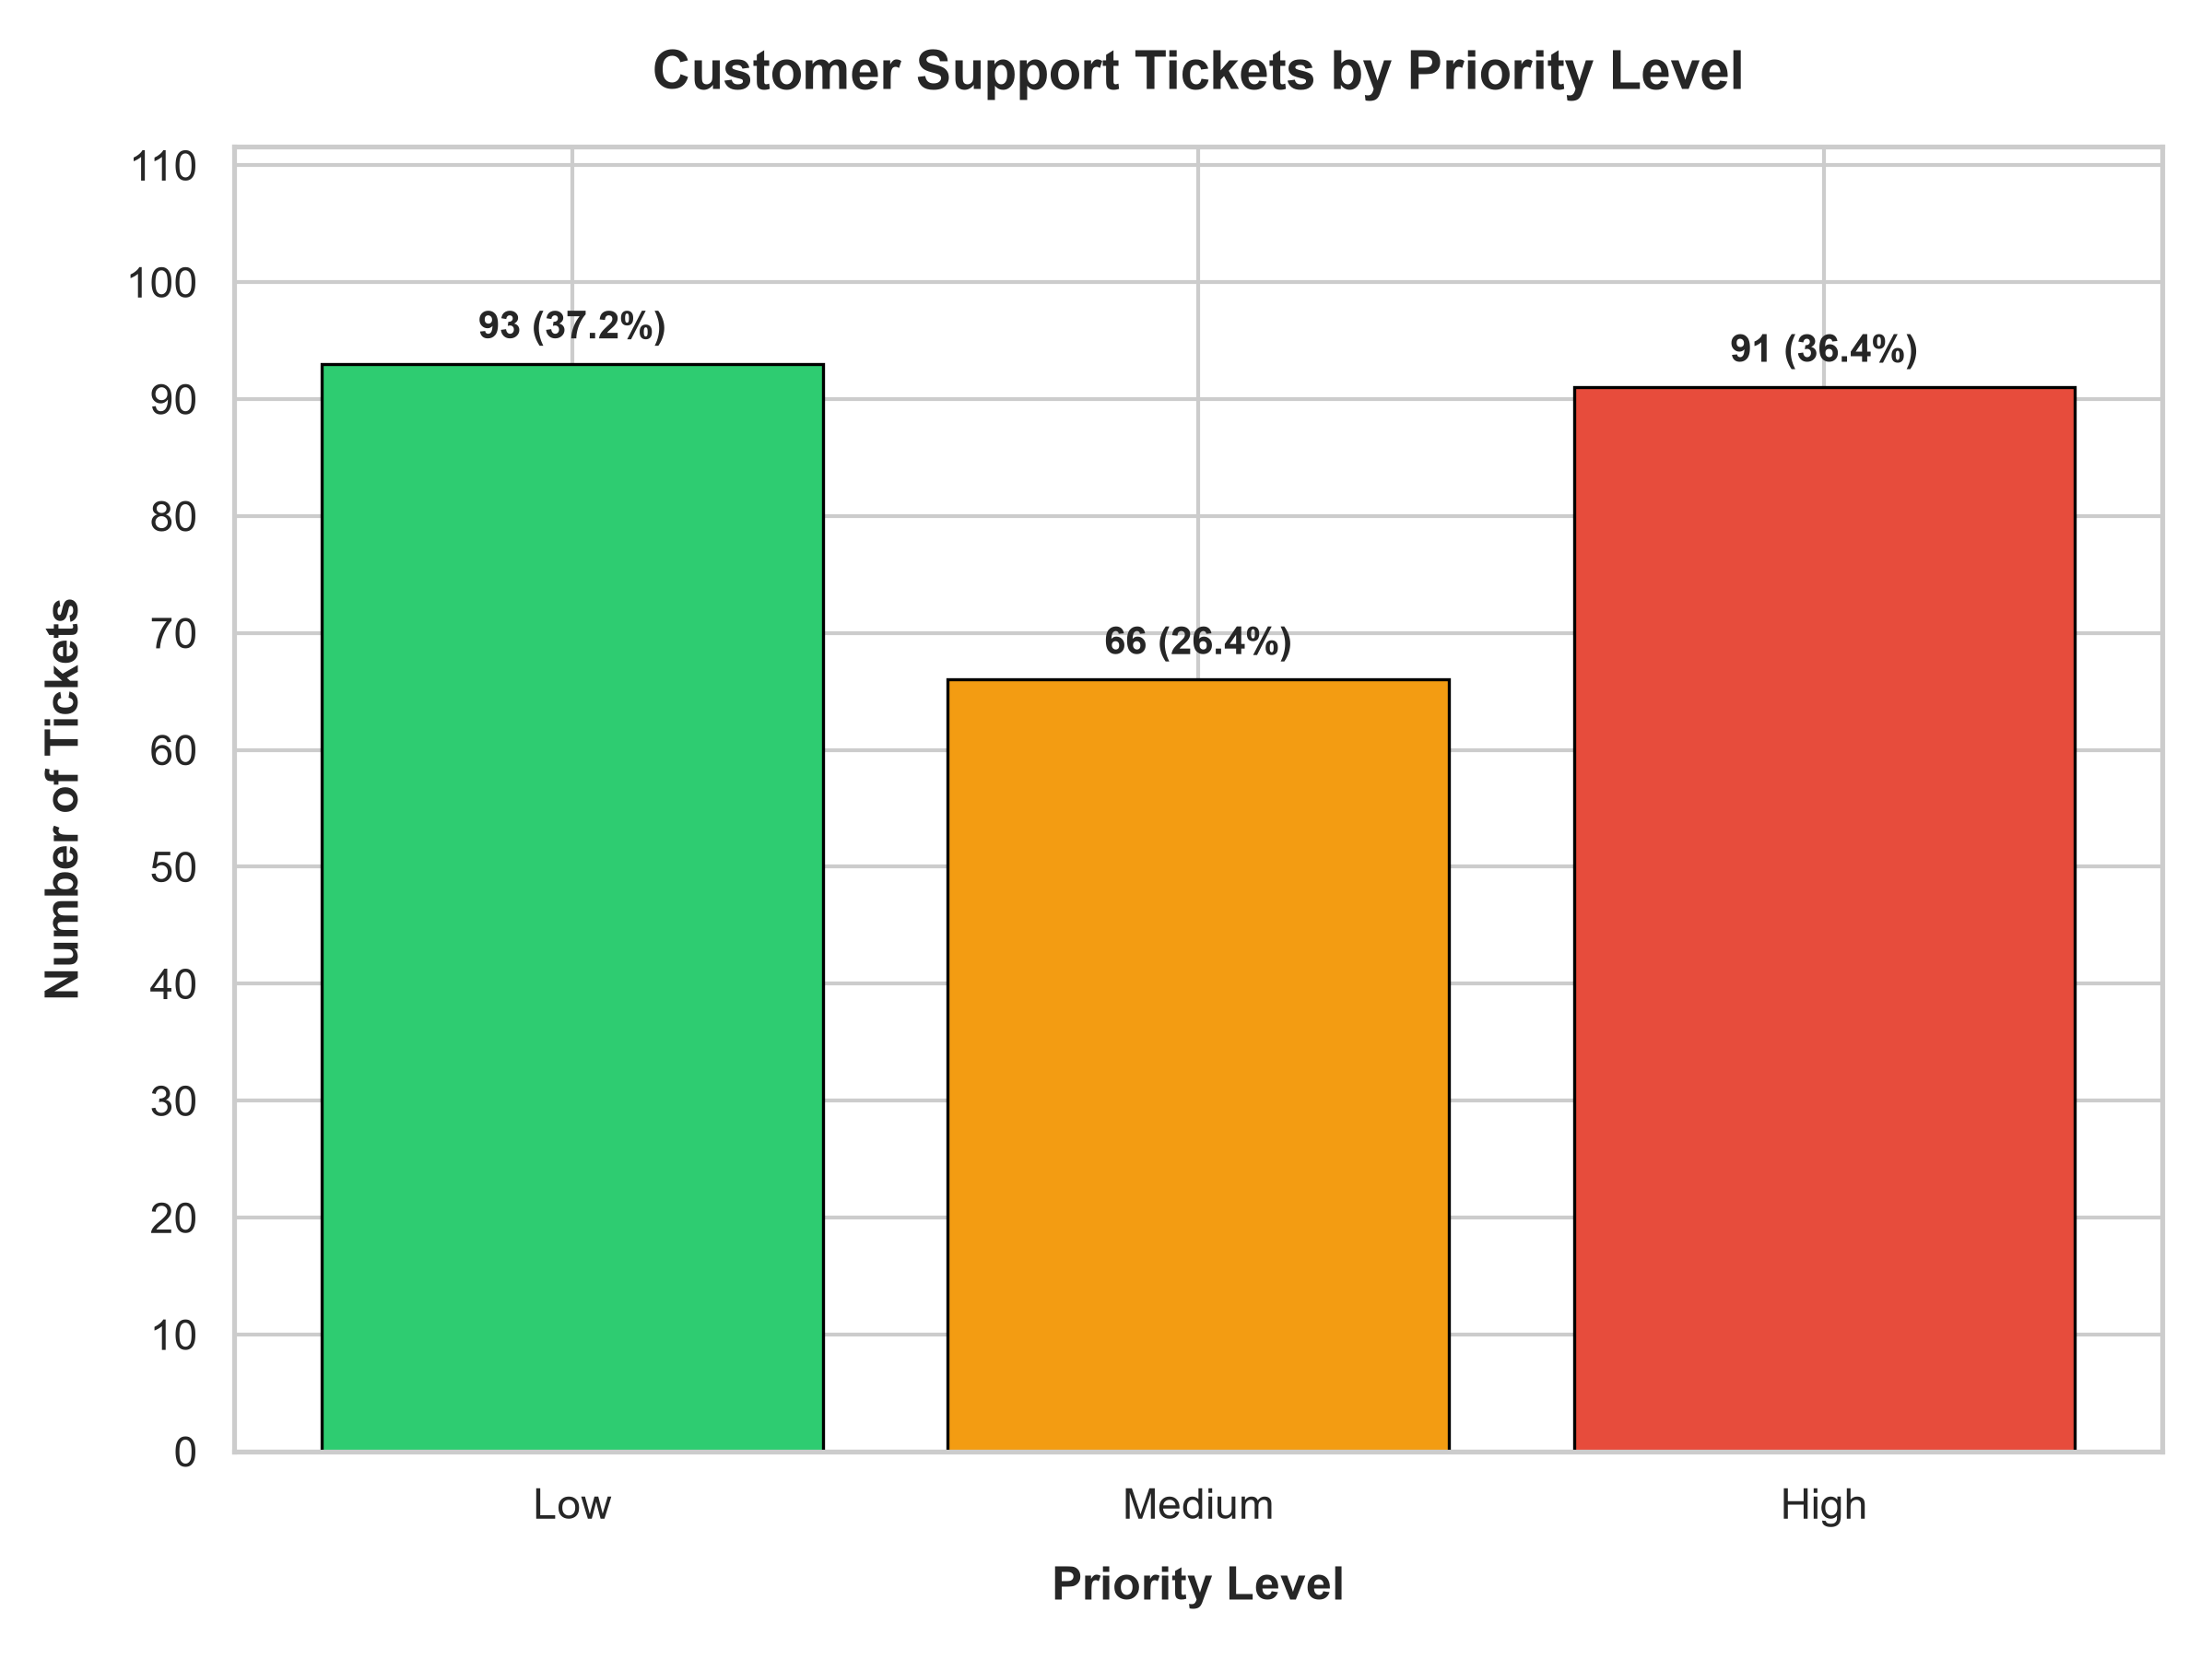 Customer Support Tickets by Priority Level
110
100
90
80
70
60
50
40
30
20
10
0
Number of Tickets
93 (37.2%)
66 (26.4%)
91 (36.4%)
Low
Medium
High
Priority Level